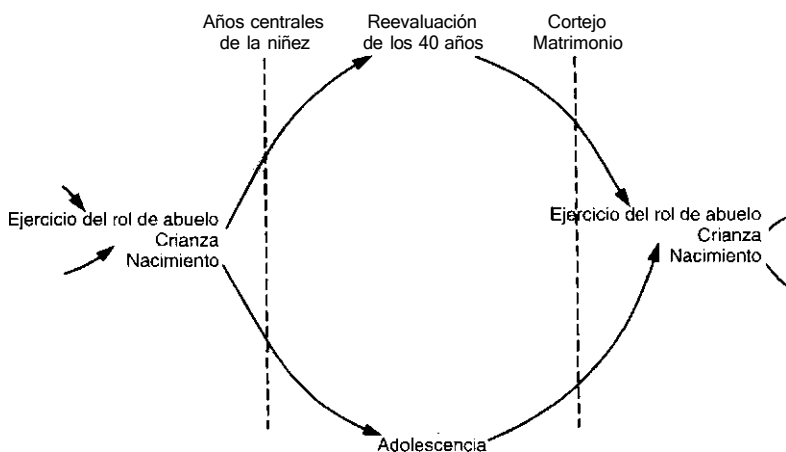 Años centrales
de la niñez
Reevaluación
de los 40 años
Cortejo
Matrimonio
Ejercicio del rol de abuelo
Crianza
Nacimiento
Ejercicio del rol de abuelo
Crianza
Nacimiento
Adolescencia